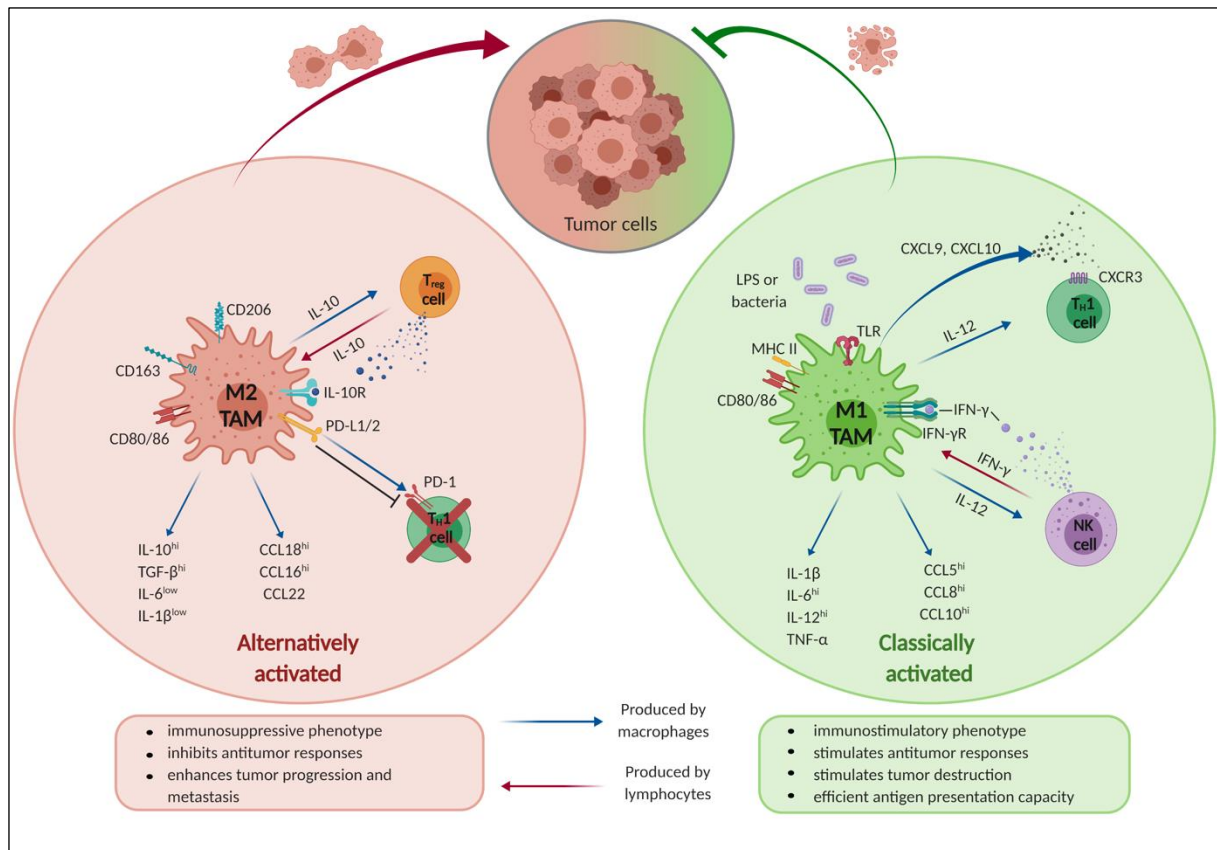 Tumor cells
CD206
CD163
CD80/86
M2
TAM
IL-10
IL-10
Treg
cell
IL-10R
PD-L1/2
PD-1
TH1
cell
IL-10hi
TGF-βhi
IL-6low
IL-1βlow
CCL18hi
CCL16hi
CCL22
Alternatively
activated
LPS or
bacteria
CXCL9, CXCL10
CXCR3
TH1
cell
TLR
IL-12
MHC II
CD80/86
M1
TAM
IFN-γ
IFN-γR
IFN-γ
IL-12
NK
cell
IL-1β
IL-6hi
IL-12hi
TNF-α
CCL5hi
CCL8hi
CCL10hi
Classically
activated
• immunosuppressive phenotype
• inhibits antitumor responses
• enhances tumor progression and
metastasis
Produced by
macrophages
Produced by
lymphocytes
• immunostimulatory phenotype
• stimulates antitumor responses
• stimulates tumor destruction
• efficient antigen presentation capacity